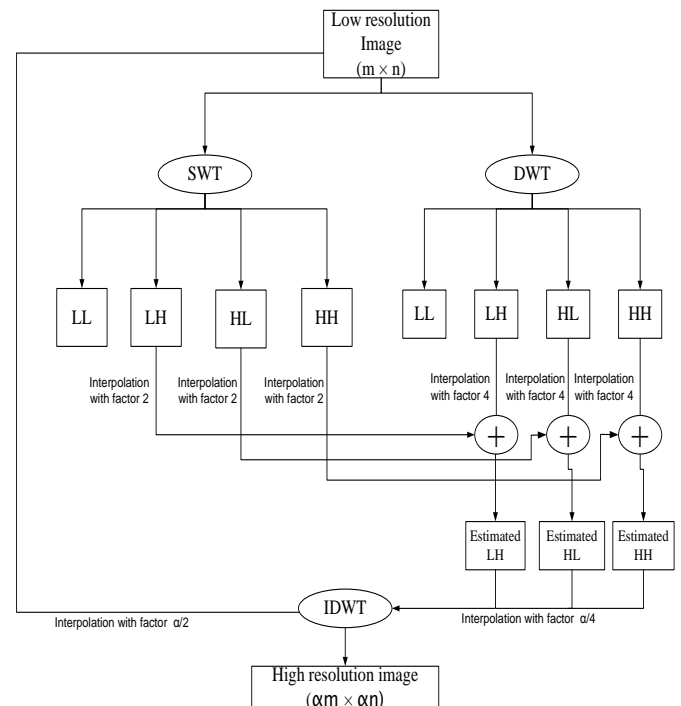 Low resolution
Image
(m × n)
SWT
DWT
LL
LH
HL
HH
LL
LH
HL
HH
Interpolation
with factor 2
Interpolation
with factor 2
Interpolation
with factor 2
Interpolation
with factor 4
Interpolation
with factor 4
Interpolation
with factor 4
+
+
+
Estimated
LH
Estimated
HL
Estimated
HH
IDWT
Interpolation with factor α/2
Interpolation with factor α/4
High resolution image
(αm × αn)